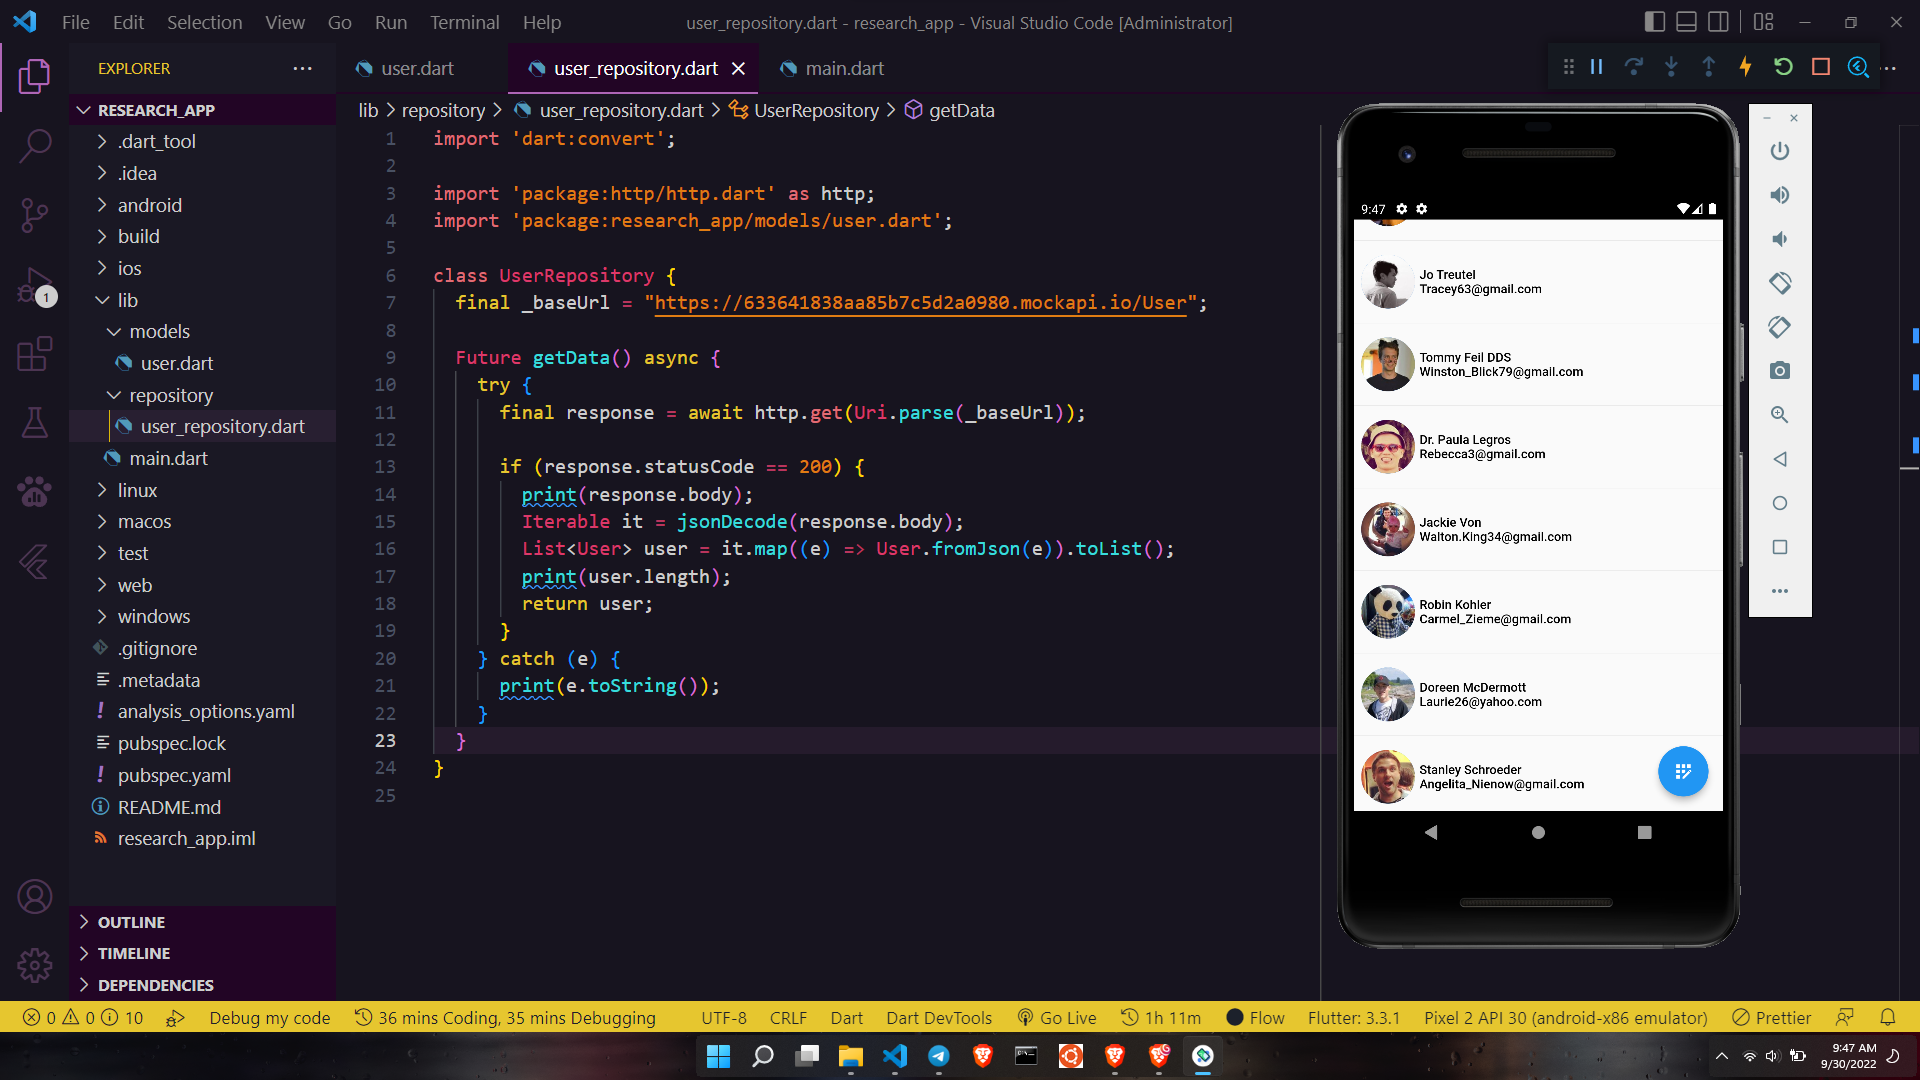 File Edit Selection View Go Run Terminal Help
user_repository.dart - research_app - Visual Studio Code [Administrator]
EXPLORER
user.dart
user_repository.dart
main.dart
RESEARCH_APP
.dart_tool
.idea
android
build
ios
lib
models
user.dart
repository
user_repository.dart
main.dart
linux
macos
test
web
windows
.gitignore
.metadata
analysis_options.yaml
pubspec.lock
pubspec.yaml
README.md
research_app.iml
OUTLINE
TIMELINE
DEPENDENCIES
1
lib > repository > user_repository.dart > UserRepository > getData
1 import 'dart:convert';
2
3 import 'package:http/http.dart' as http;
4 import 'package:research_app/models/user.dart';
5
6 class UserRepository {
7 final _baseUrl = "https://633641838aa85b7c5d2a0980.mockapi.io/User";
8
9 Future getData() async {
10 try {
11 final response = await http.get(Uri.parse(_baseUrl));
12
13 if (response.statusCode == 200) {
14 print(response.body);
15 Iterable it = jsonDecode(response.body);
16 List<User> user = it.map((e) => User.fromJson(e)).toList();
17 print(user.length);
18 return user;
19 }
20 } catch (e) {
21 print(e.toString());
22 }
23 }
24 }
25
9:47
Jo Treutel
Tracey63@gmail.com
Tommy Feil DDS
Winston_Blick79@gmail.com
Dr. Paula Legros
Rebecca3@gmail.com
Jackie Von
Walton.King34@gmail.com
Robin Kohler
Carmel_Zieme@gmail.com
Doreen McDermott
Laurie26@yahoo.com
Stanley Schroeder
Angelita_Nienow@gmail.com
0 0 10 Debug my code 36 mins Coding, 35 mins Debugging UTF-8 CRLF Dart Dart DevTools Go Live 1h 11m Flow Flutter: 3.3.1 Pixel 2 API 30 (android-x86 emulator) Prettier
9:47 AM
9/30/2022